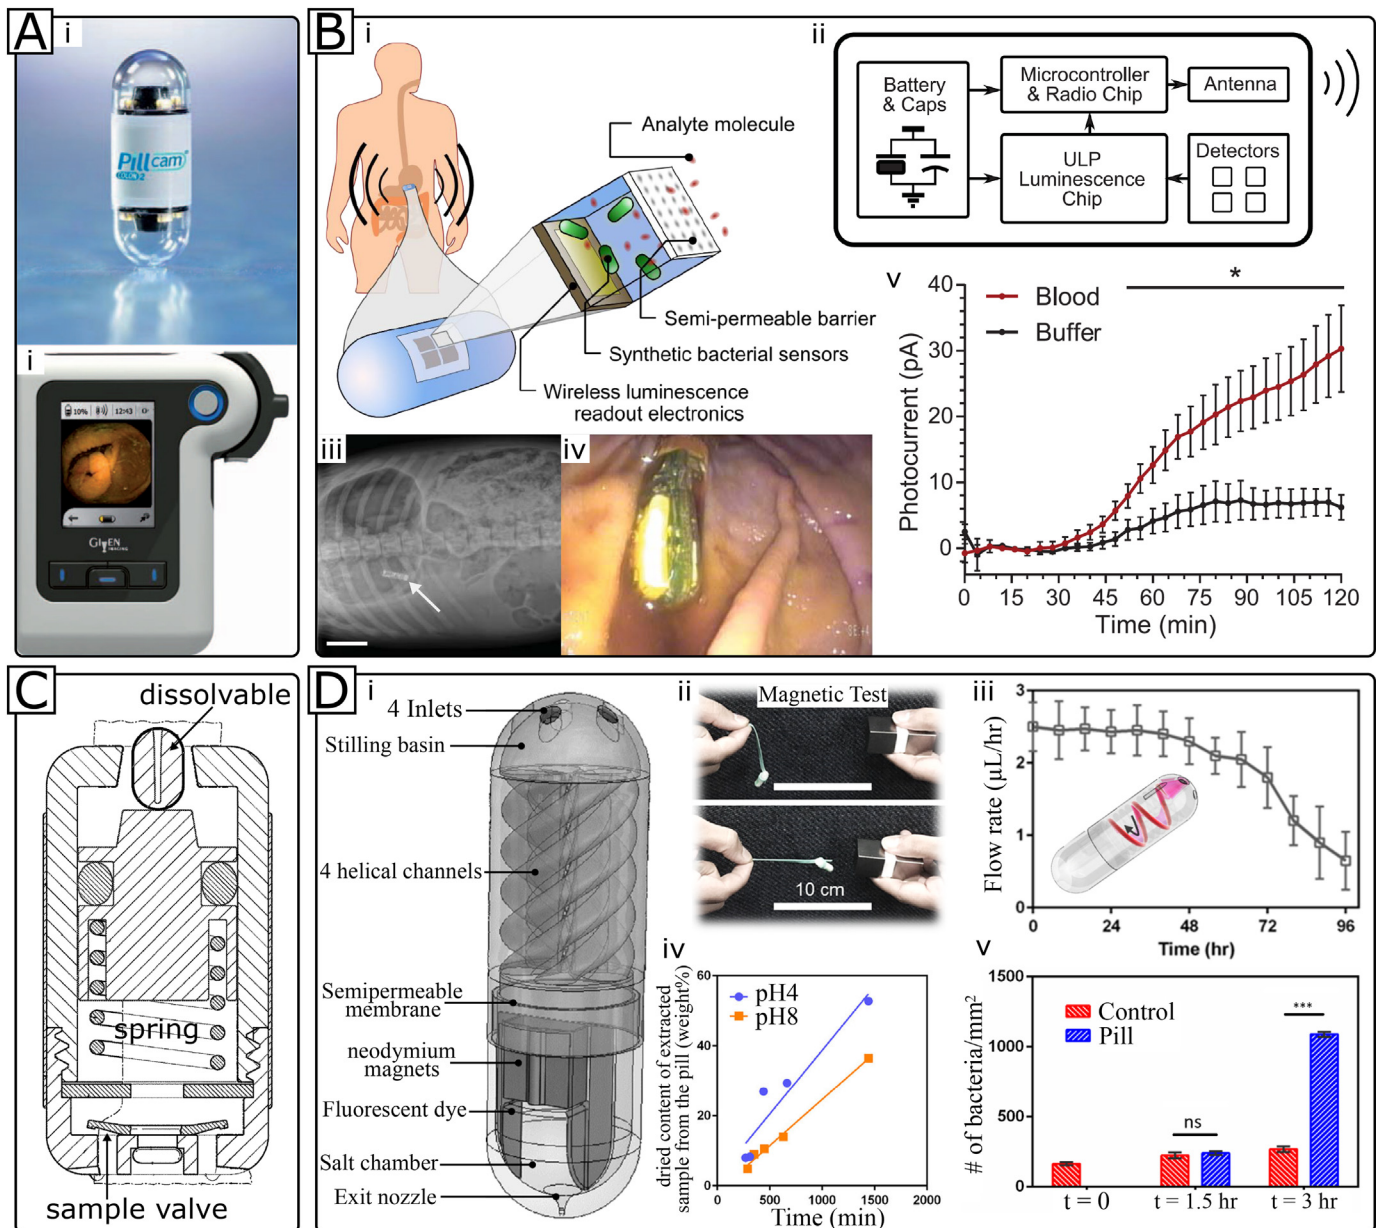 A
i
Pillcam
COLON 2
i
10%
12:43
GIVEN
IMAGING
B
i
Analyte molecule
Semi-permeable barrier
Synthetic bacterial sensors
Wireless luminescence
readout electronics
ii
Battery
& Caps
Microcontroller
& Radio Chip
Antenna
ULP
Luminescence
Chip
Detectors
iii
iv
v
*
Blood
Buffer
Photocurrent (pA)
40
30
20
10
0
0 15 30 45 60 75 90 105 120
Time (min)
C
dissolvable
spring
sample valve
D
i
4 Inlets
Stilling basin
4 helical channels
Semipermeable
membrane
neodymium
magnets
Fluorescent dye
Salt chamber
Exit nozzle
ii
Magnetic Test
10 cm
iii
Flow rate (µL/hr)
3
2
1
0
0 24 48 72 96
Time (hr)
iv
dried content of extracted
sample from the pill (weight%)
60
40
20
0
pH4
pH8
0 500 1000 1500 2000
Time (min)
v
# of bacteria/mm²
1500
1000
500
0
Control
Pill
ns
***
t = 0 t = 1.5 hr t = 3 hr